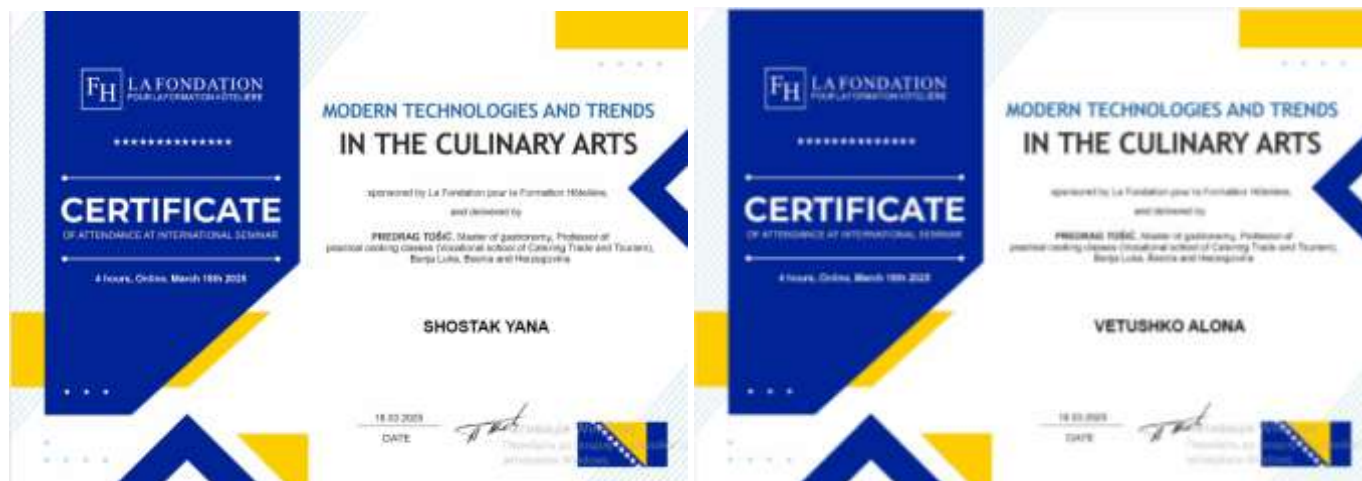 FH LA FONDATION
POUR LA FORMATION HÔTELIÈRE
CERTIFICATE
OF ATTENDANCE AT INTERNATIONAL SEMINAR
4 hours, Online, March 18th 2025
MODERN TECHNOLOGIES AND TRENDS
IN THE CULINARY ARTS
sponsored by La Fondation pour la Formation Hôtelière,
and delivered by
PREDRAG TOŠIĆ, Master of gastronomy, Professor of
practical cooking classes (Vocational school of Catering Trade and Tourism),
Banja Luka, Bosnia and Herzegovina
SHOSTAK YANA
18.03.2025
DATE
FH LA FONDATION
POUR LA FORMATION HÔTELIÈRE
CERTIFICATE
OF ATTENDANCE AT INTERNATIONAL SEMINAR
4 hours, Online, March 18th 2025
MODERN TECHNOLOGIES AND TRENDS
IN THE CULINARY ARTS
sponsored by La Fondation pour la Formation Hôtelière,
and delivered by
PREDRAG TOŠIĆ, Master of gastronomy, Professor of
practical cooking classes (Vocational school of Catering Trade and Tourism),
Banja Luka, Bosnia and Herzegovina
VETUSHKO ALONA
18.03.2025
DATE